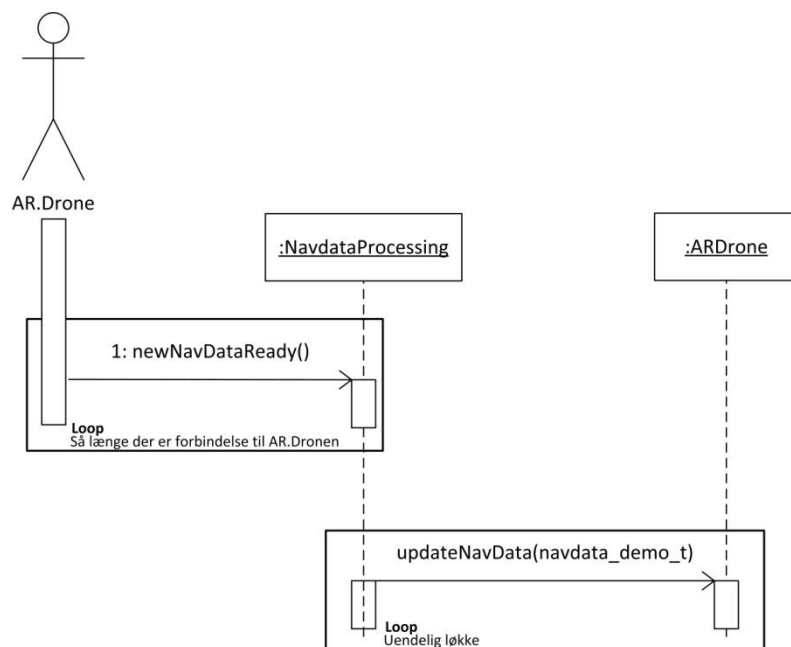 AR.Drone
:NavdataProcessing
:ARDrone
1: newNavDataReady()
Loop
Så længe der er forbindelse til AR.Dronen
updateNavData(navdata_demo_t)
Loop
Uendelig løkke